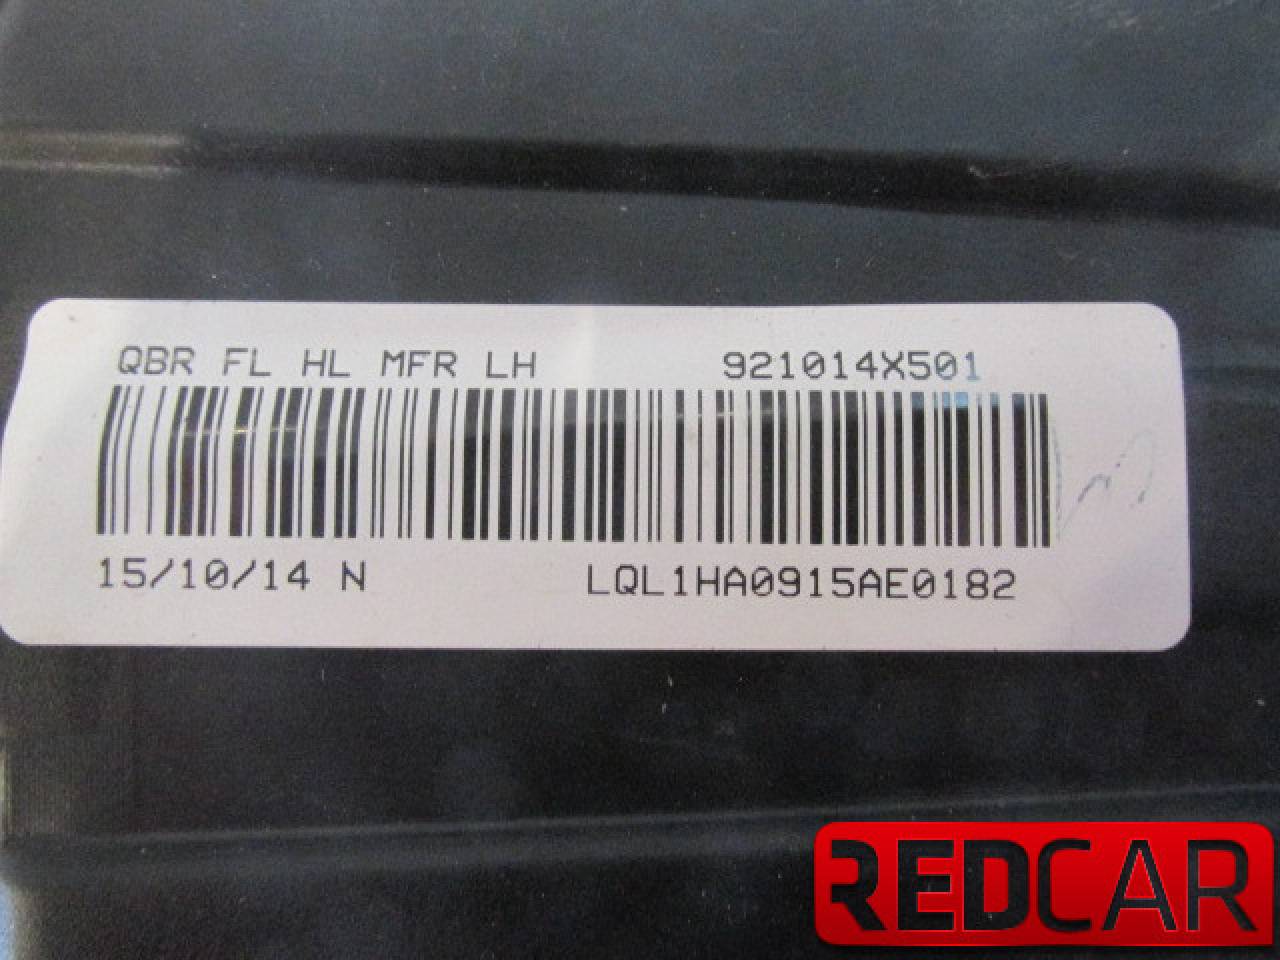 QBR FL HL MFR LH 921014X501
15/10/14 N LQL1HA0915AE0182
REDCAR